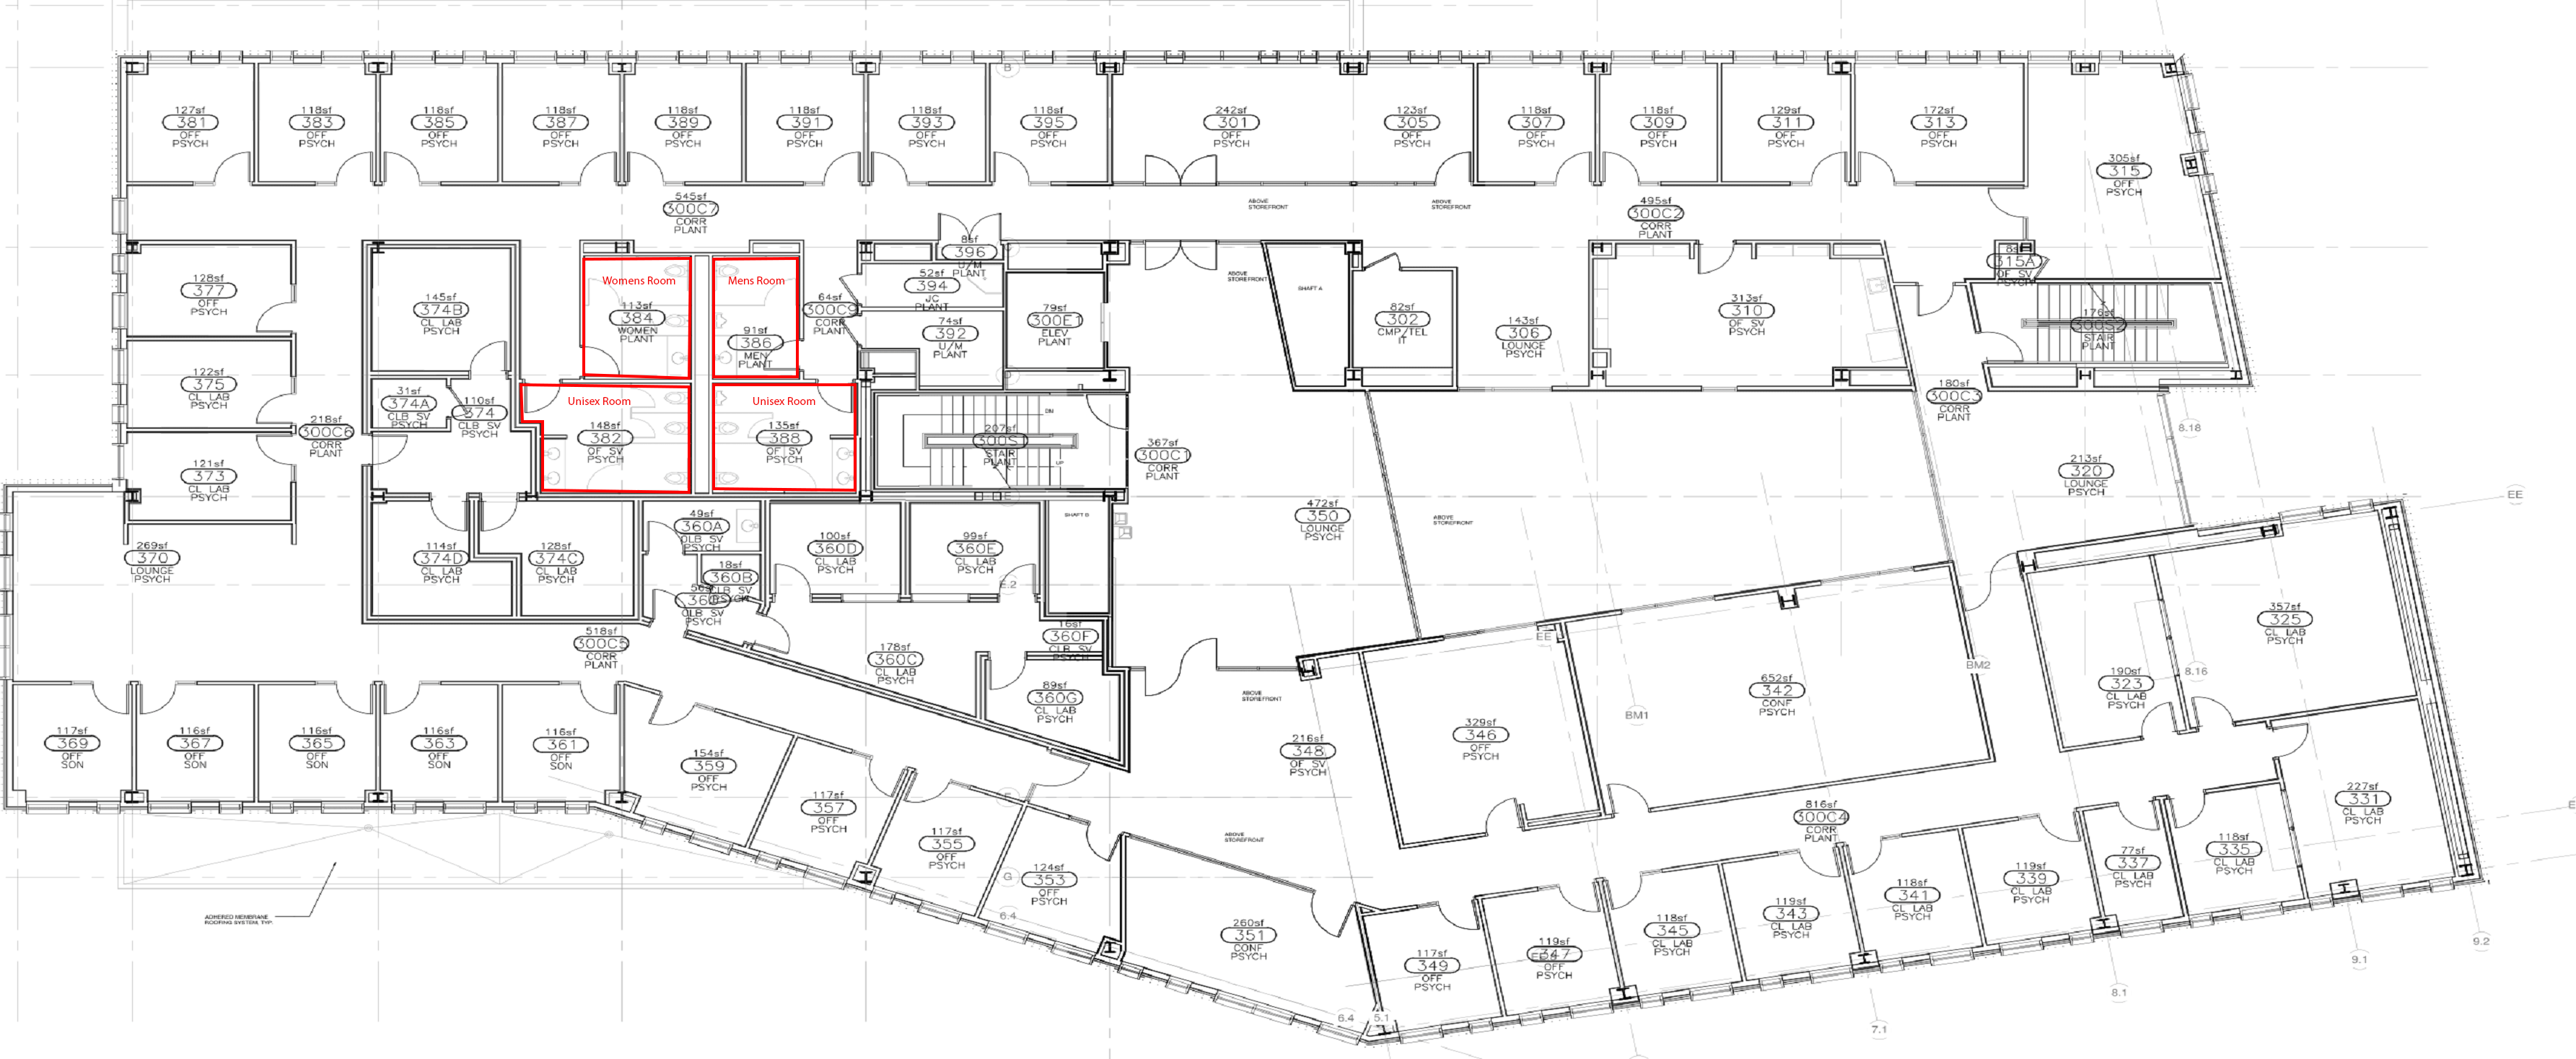 B
127sf
381
OFF
PSYCH
118sf
383
OFF
PSYCH
118sf
385
OFF
PSYCH
118sf
387
OFF
PSYCH
118sf
389
OFF
PSYCH
118sf
391
OFF
PSYCH
118sf
393
OFF
PSYCH
118sf
395
OFF
PSYCH
242sf
301
OFF
PSYCH
123sf
305
OFF
PSYCH
118sf
307
OFF
PSYCH
118sf
309
OFF
PSYCH
129sf
311
OFF
PSYCH
172sf
313
OFF
PSYCH
305sf
315
OFF
PSYCH
545sf
300C7
CORR
PLANT
ABOVE
STOREFRONT
ABOVE
STOREFRONT
495sf
300C2
CORR
PLANT
128sf
377
OFF
PSYCH
145sf
374B
CL LAB
PSYCH
Womens Room
113sf
384
WOMEN
PLANT
Mens Room
91sf
386
MEN
PLANT
64sf
300C9
CORR
PLANT
8sf
396
U/M
PLANT
52sf
394
JC
PLANT
74sf
392
U/M
PLANT
79sf
300E1
ELEV
PLANT
ABOVE
STOREFRONT
SHAFT A
82sf
302
CMP/TEL
IT
143sf
306
LOUNGE
PSYCH
313sf
310
OF SV
PSYCH
8sf
315A
OF SV
PSYCH
176sf
300S2
STAIR
PLANT
122sf
375
CL LAB
PSYCH
31sf
374A
CLB SV
PSYCH
110sf
374
CLB SV
PSYCH
218sf
300C6
CORR
PLANT
Unisex Room
148sf
382
OF SV
PSYCH
Unisex Room
135sf
388
OF SV
PSYCH
DN
207sf
300S1
STAIR
PLANT
UP
367sf
300C1
CORR
PLANT
180sf
300C3
CORR
PLANT
8.18
121sf
373
CL LAB
PSYCH
213sf
320
LOUNGE
PSYCH
EE
E
472sf
350
LOUNGE
PSYCH
ABOVE
STOREFRONT
269sf
370
LOUNGE
PSYCH
114sf
374D
CL LAB
PSYCH
128sf
374C
CL LAB
PSYCH
49sf
360A
CLB SV
PSYCH
18sf
360B
CLB SV
PSYCH
360
CLB SV
PSYCH
100sf
360D
CL LAB
PSYCH
99sf
360E
CL LAB
PSYCH
SHAFT B
E.2
518sf
300C5
CORR
PLANT
178sf
360C
CL LAB
PSYCH
16sf
360F
CLB SV
PSYCH
89sf
360G
CL LAB
PSYCH
EE
ABOVE
STOREFRONT
329sf
346
OFF
PSYCH
BM1
652sf
342
CONF
PSYCH
BM2
190sf
323
CL LAB
PSYCH
8.16
357sf
325
CL LAB
PSYCH
117sf
369
OFF
SON
116sf
367
OFF
SON
116sf
365
OFF
SON
116sf
363
OFF
SON
116sf
361
OFF
SON
154sf
359
OFF
PSYCH
117sf
357
OFF
PSYCH
F
117sf
355
OFF
PSYCH
G
124sf
353
OFF
PSYCH
6.4
216sf
348
OF SV
PSYCH
ABOVE
STOREFRONT
816sf
300C4
CORR
PLANT
227sf
331
CL LAB
PSYCH
118sf
335
CL LAB
PSYCH
77sf
337
CL LAB
PSYCH
119sf
339
CL LAB
PSYCH
118sf
341
CL LAB
PSYCH
119sf
343
CL LAB
PSYCH
118sf
345
CL LAB
PSYCH
119sf
347
OFF
PSYCH
117sf
349
OFF
PSYCH
260sf
351
CONF
PSYCH
ADHERED MEMBRANE
ROOFING SYSTEM, TYP.
6.4
5.1
7.1
8.1
9.1
9.2